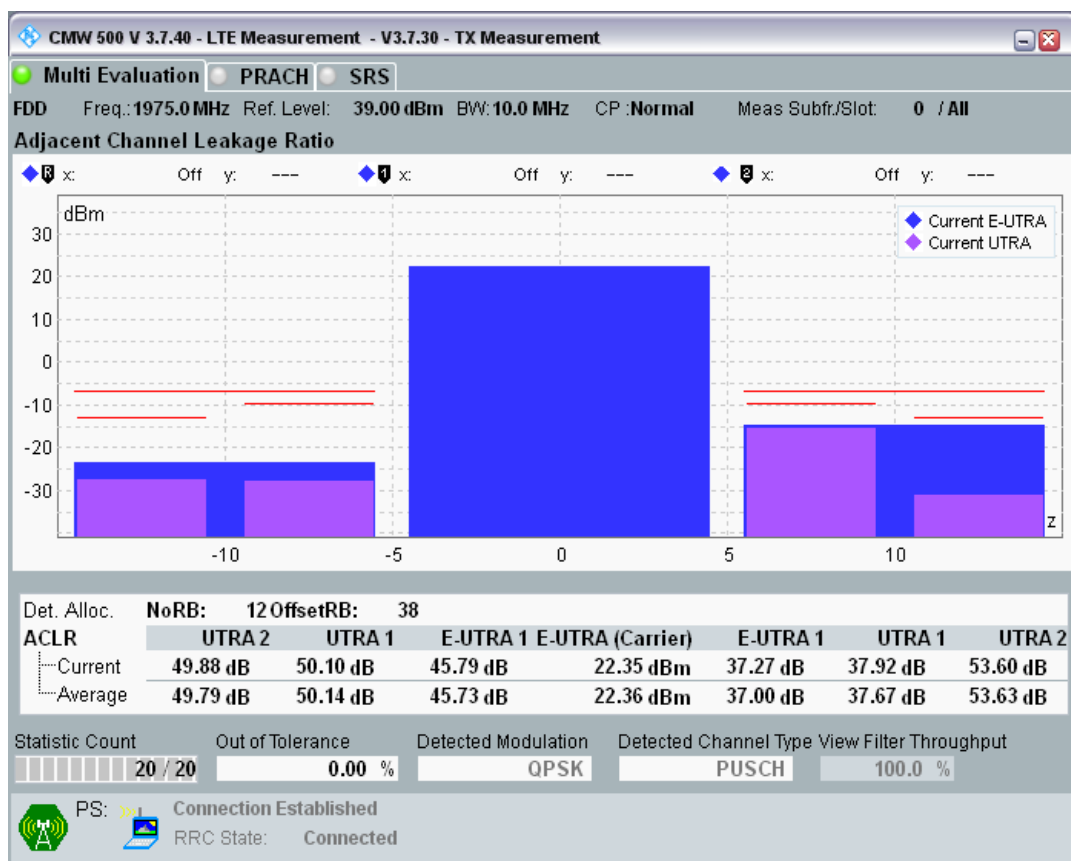 CMW 500 V 3.7.40 - LTE Measurement - V3.7.30 - TX Measurement
Multi Evaluation PRACH SRS
FDD Freq.: 1975.0 MHz Ref. Level: 39.00 dBm BW: 10.0 MHz CP :Normal Meas Subfr./Slot: 0 / All
Adjacent Channel Leakage Ratio
R x: Off y: --- 1 x: Off y: --- 2 x: Off y: ---
dBm
Current E-UTRA
Current UTRA
30
20
10
0
-10
-20
-30
z
-10 -5 0 5 10
Det. Alloc. NoRB: 12 OffsetRB: 38
ACLR UTRA 2 UTRA 1 E-UTRA 1 E-UTRA (Carrier) E-UTRA 1 UTRA 1 UTRA 2
Current 49.88 dB 50.10 dB 45.79 dB 22.35 dBm 37.27 dB 37.92 dB 53.60 dB
Average 49.79 dB 50.14 dB 45.73 dB 22.36 dBm 37.00 dB 37.67 dB 53.63 dB
Statistic Count Out of Tolerance Detected Modulation Detected Channel Type View Filter Throughput
20 / 20 0.00 % QPSK PUSCH 100.0 %
PS: Connection Established
RRC State: Connected